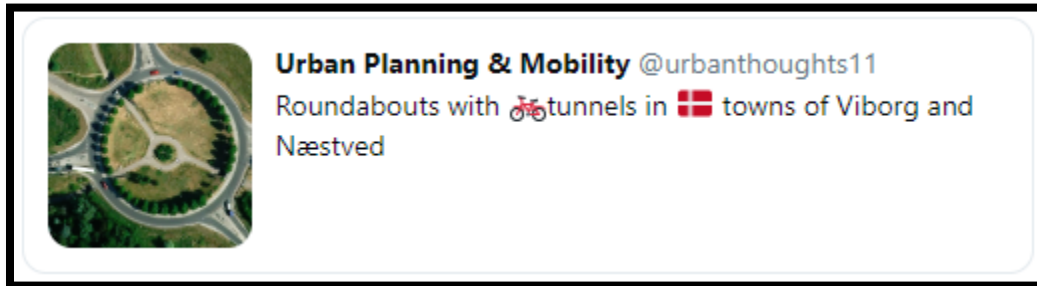 Urban Planning & Mobility @urbanthoughts11
Roundabouts with 🚲tunnels in 🇩🇰 towns of Viborg and
Næstved